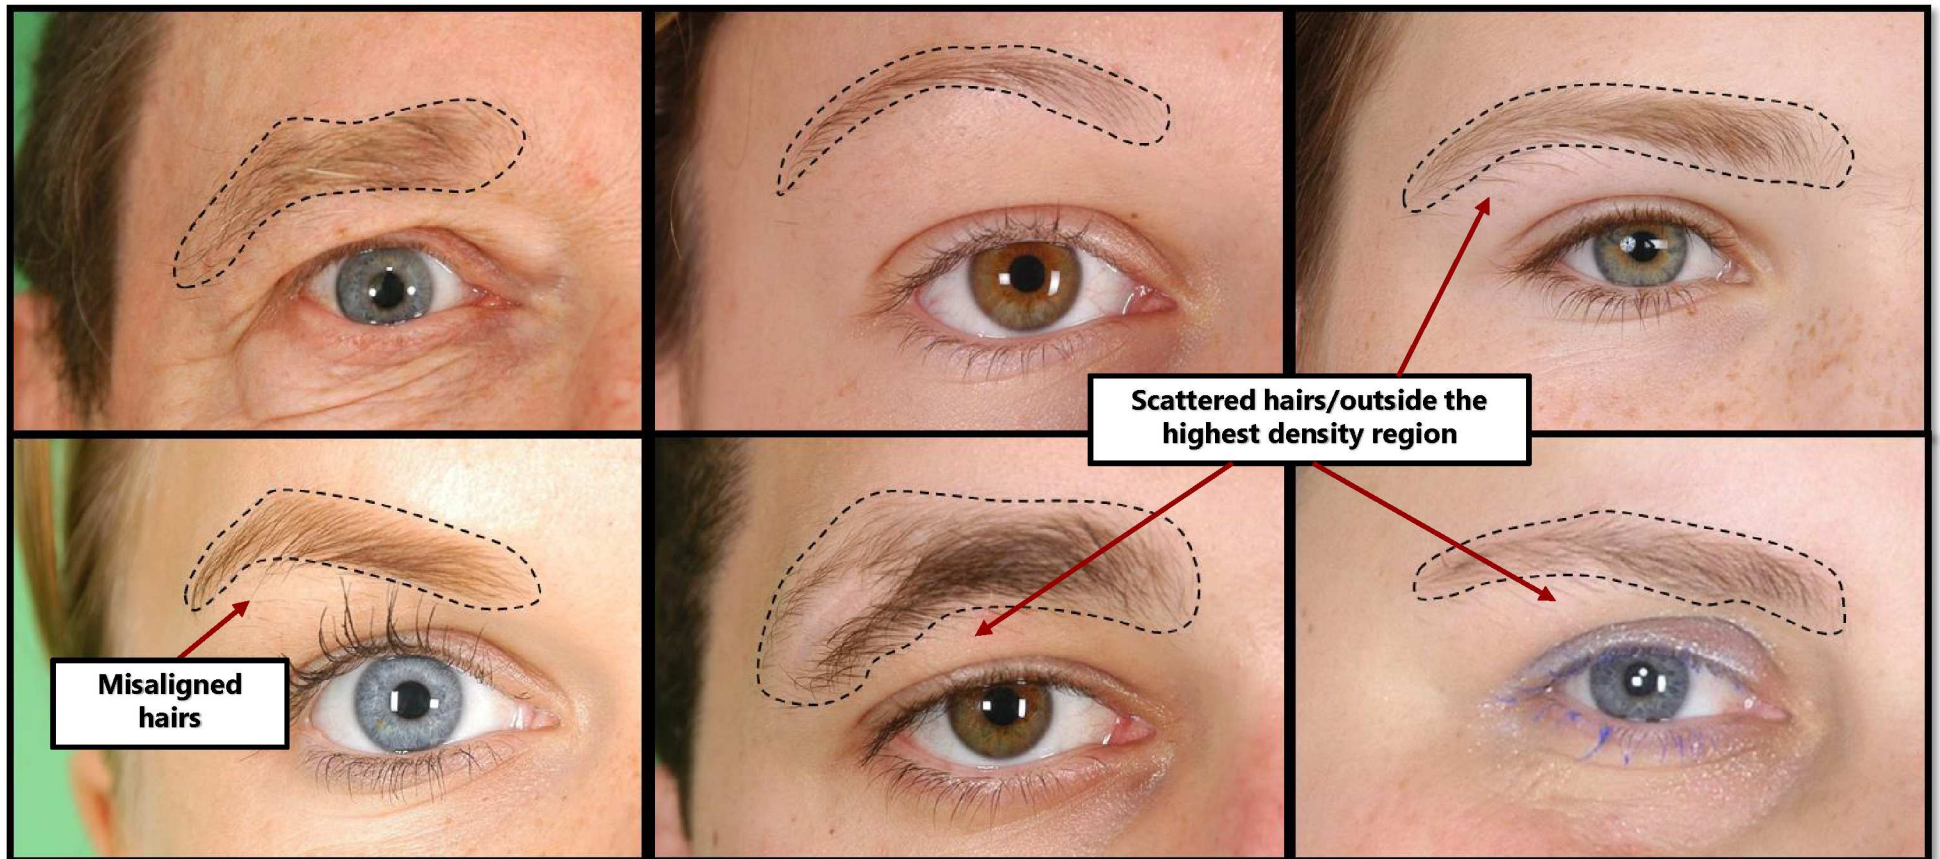 Scattered hairs/outside the
highest density region
Misaligned
hairs